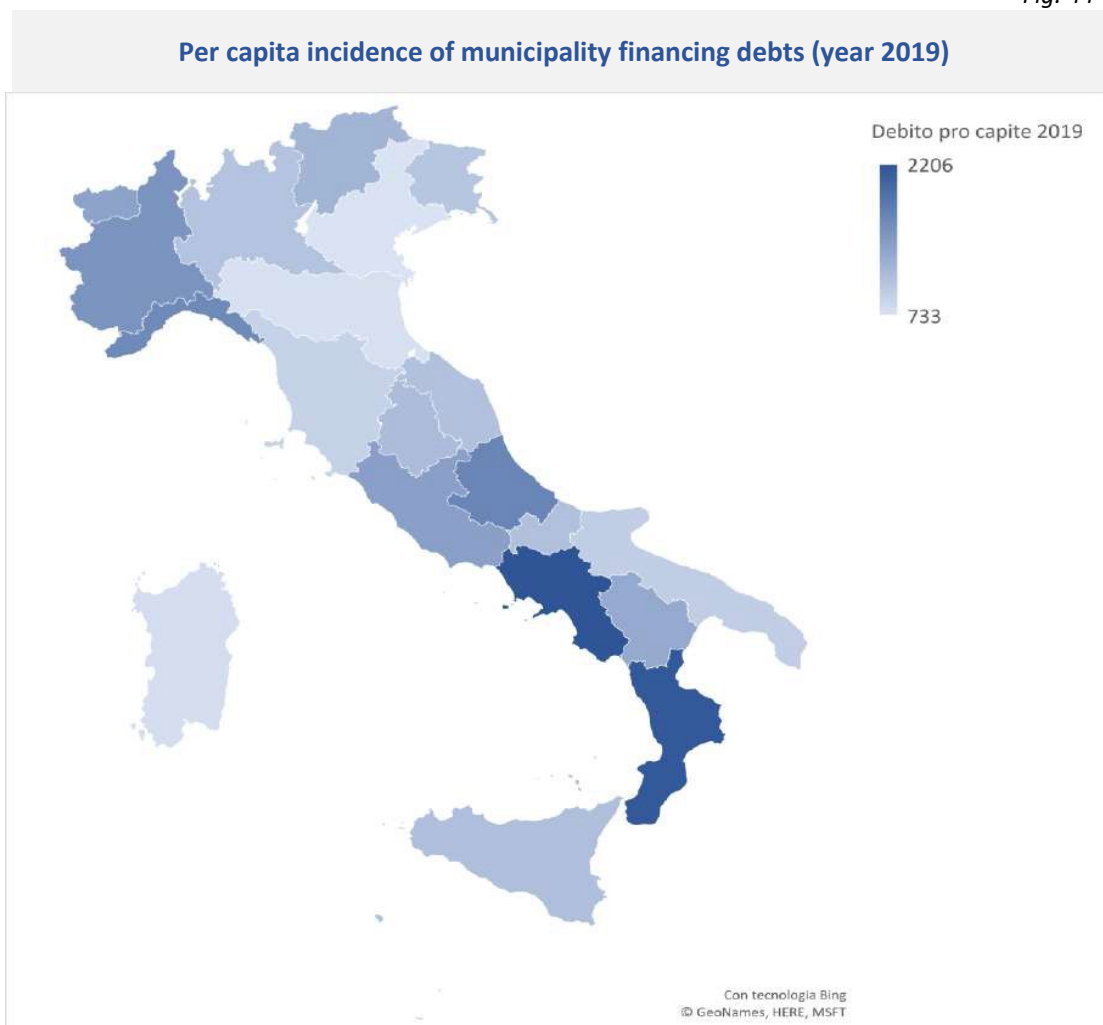 Per capita incidence of municipality financing debts (year 2019)
Debito pro capite 2019
2206
733
Con tecnologia Bing
© GeoNames, HERE, MSFT